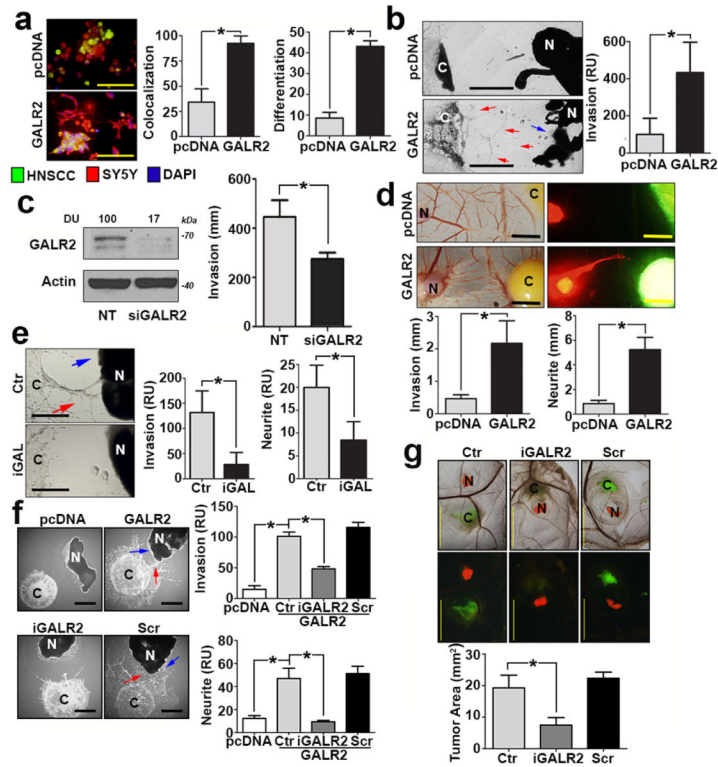 a
pcDNA
GALR2
HNSCC SY5Y DAPI
Colocalization
100
75
50
25
0
*
pcDNA GALR2
Differentiation
50
40
30
20
10
0
*
pcDNA GALR2
b
pcDNA
C
N
GALR2
C
N
Invasion (RU)
600
400
200
0
*
pcDNA GALR2
c
DU 100 17 kDa
GALR2
-70
Actin
-40
NT siGALR2
Invasion (mm)
600
400
200
0
*
NT siGALR2
d
pcDNA
N
C
GALR2
N
C
Invasion (mm)
3
2
1
0
*
pcDNA GALR2
Neurite (mm)
8
6
4
2
0
*
pcDNA GALR2
e
Ctr
C
N
iGAL
C
N
Invasion (RU)
200
150
100
50
0
*
Ctr iGAL
Neurite (RU)
25
20
15
10
5
0
*
Ctr iGAL
f
pcDNA GALR2
N
C
N
C
iGALR2 Scr
N
C
N
C
Invasion (RU)
150
100
50
0
* *
pcDNA Ctr iGALR2 Scr
GALR2
Neurite (RU)
80
60
40
20
0
* *
pcDNA Ctr iGALR2 Scr
GALR2
g
Ctr iGALR2 Scr
N
C
C
N
C
N
Tumor Area (mm²)
30
20
10
0
*
Ctr iGALR2 Scr